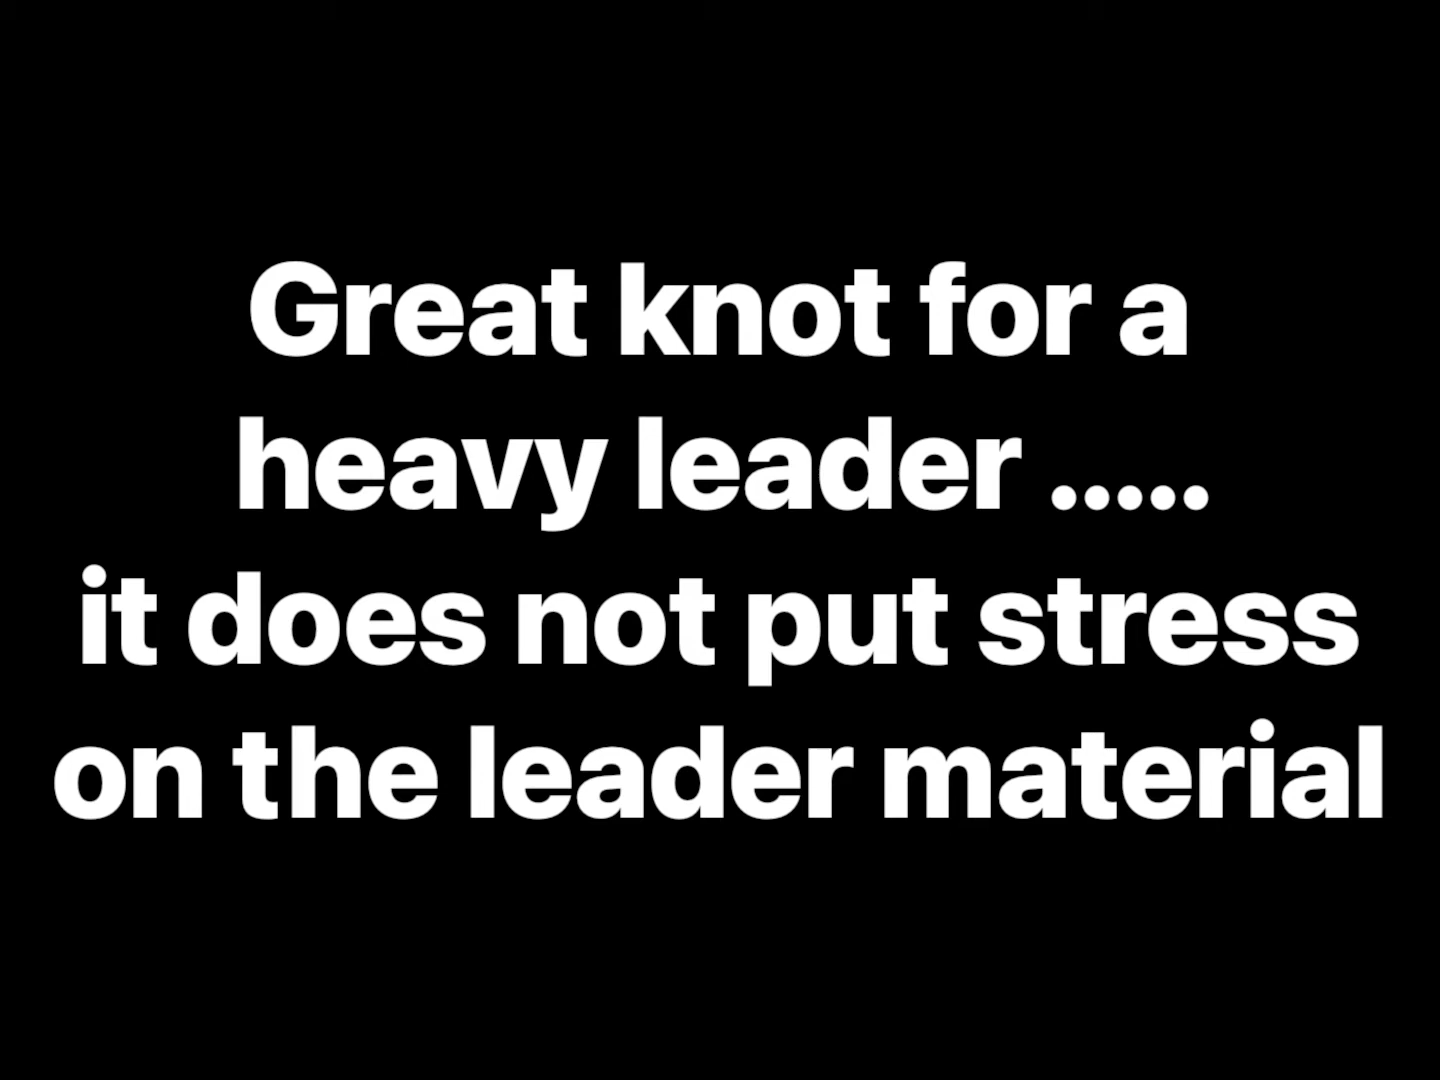 Great knot for a
heavy leader .....
it does not put stress
on the leader material